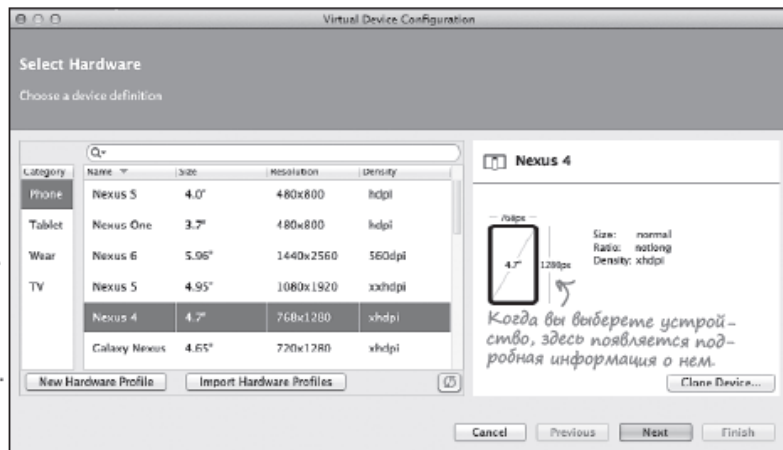 Virtual Device Configuration
Select Hardware
Choose a device definition
Category
Phone
Tablet
Wear
TV
Name Size Resolution Density
Nexus S 4.0" 480x800 hdpi
Nexus One 3.7" 480x800 hdpi
Nexus 6 5.96" 1440x2560 560dpi
Nexus 5 4.95" 1080x1920 xxhdpi
Nexus 4 4.7" 768x1280 xhdpi
Galaxy Nexus 4.65" 720x1280 xhdpi
New Hardware Profile Import Hardware Profiles
Nexus 4
768px
4.7"
1280px
Size: normal
Ratio: notlong
Density: xhdpi
Когда вы выберете устрой-
ство, здесь появляется под-
робная информация о нем.
Clone Device...
Cancel Previous Next Finish